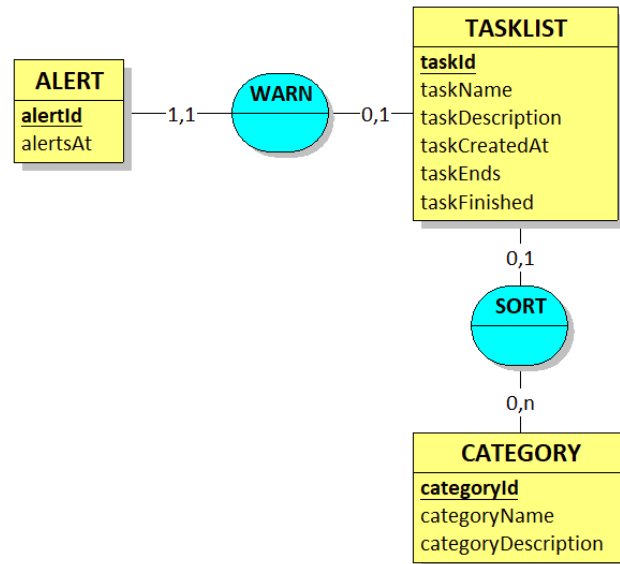 ALERT
alertId
alertsAt
1,1
WARN
0,1
TASKLIST
taskId
taskName
taskDescription
taskCreatedAt
taskEnds
taskFinished
0,1
SORT
0,n
CATEGORY
categoryId
categoryName
categoryDescription